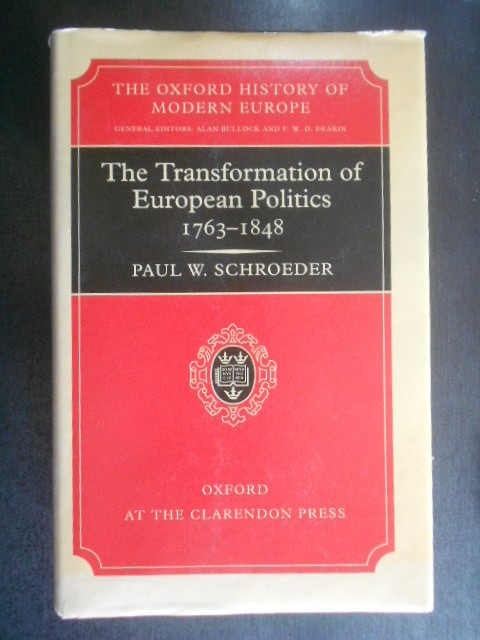 THE OXFORD HISTORY OF
MODERN EUROPE
GENERAL EDITORS: ALAN BULLOCK AND F. W. D. DEAKIN
The Transformation of
European Politics
1763–1848
PAUL W. SCHROEDER
OXFORD
AT THE CLARENDON PRESS